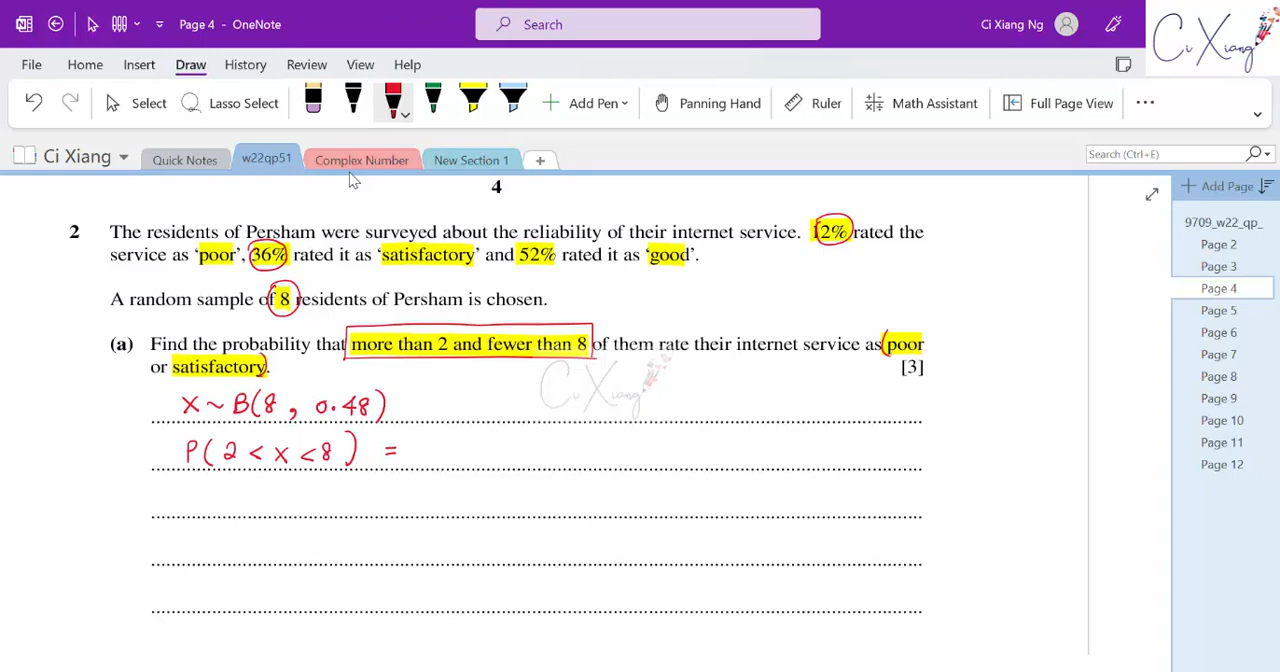 Page 4 - OneNote
Search
Ci Xiang Ng
Ci Xiang
File Home Insert Draw History Review View Help
Select Lasso Select Add Pen Panning Hand Ruler Math Assistant Full Page View
Ci Xiang Quick Notes w22qp51 Complex Number New Section 1 + Search (Ctrl+E)
Add Page
9709_w22_qp_
Page 2
Page 3
Page 4
Page 5
Page 6
Page 7
Page 8
Page 9
Page 10
Page 11
Page 12
4
2 The residents of Persham were surveyed about the reliability of their internet service. 12% rated the
service as ‘poor’, 36% rated it as ‘satisfactory’ and 52% rated it as ‘good’.
A random sample of 8 residents of Persham is chosen.
(a) Find the probability that more than 2 and fewer than 8 of them rate their internet service as (poor
or satisfactory). [3]
Ci Xiang
X ~ B(8, 0.48)
P(2 < X < 8) =